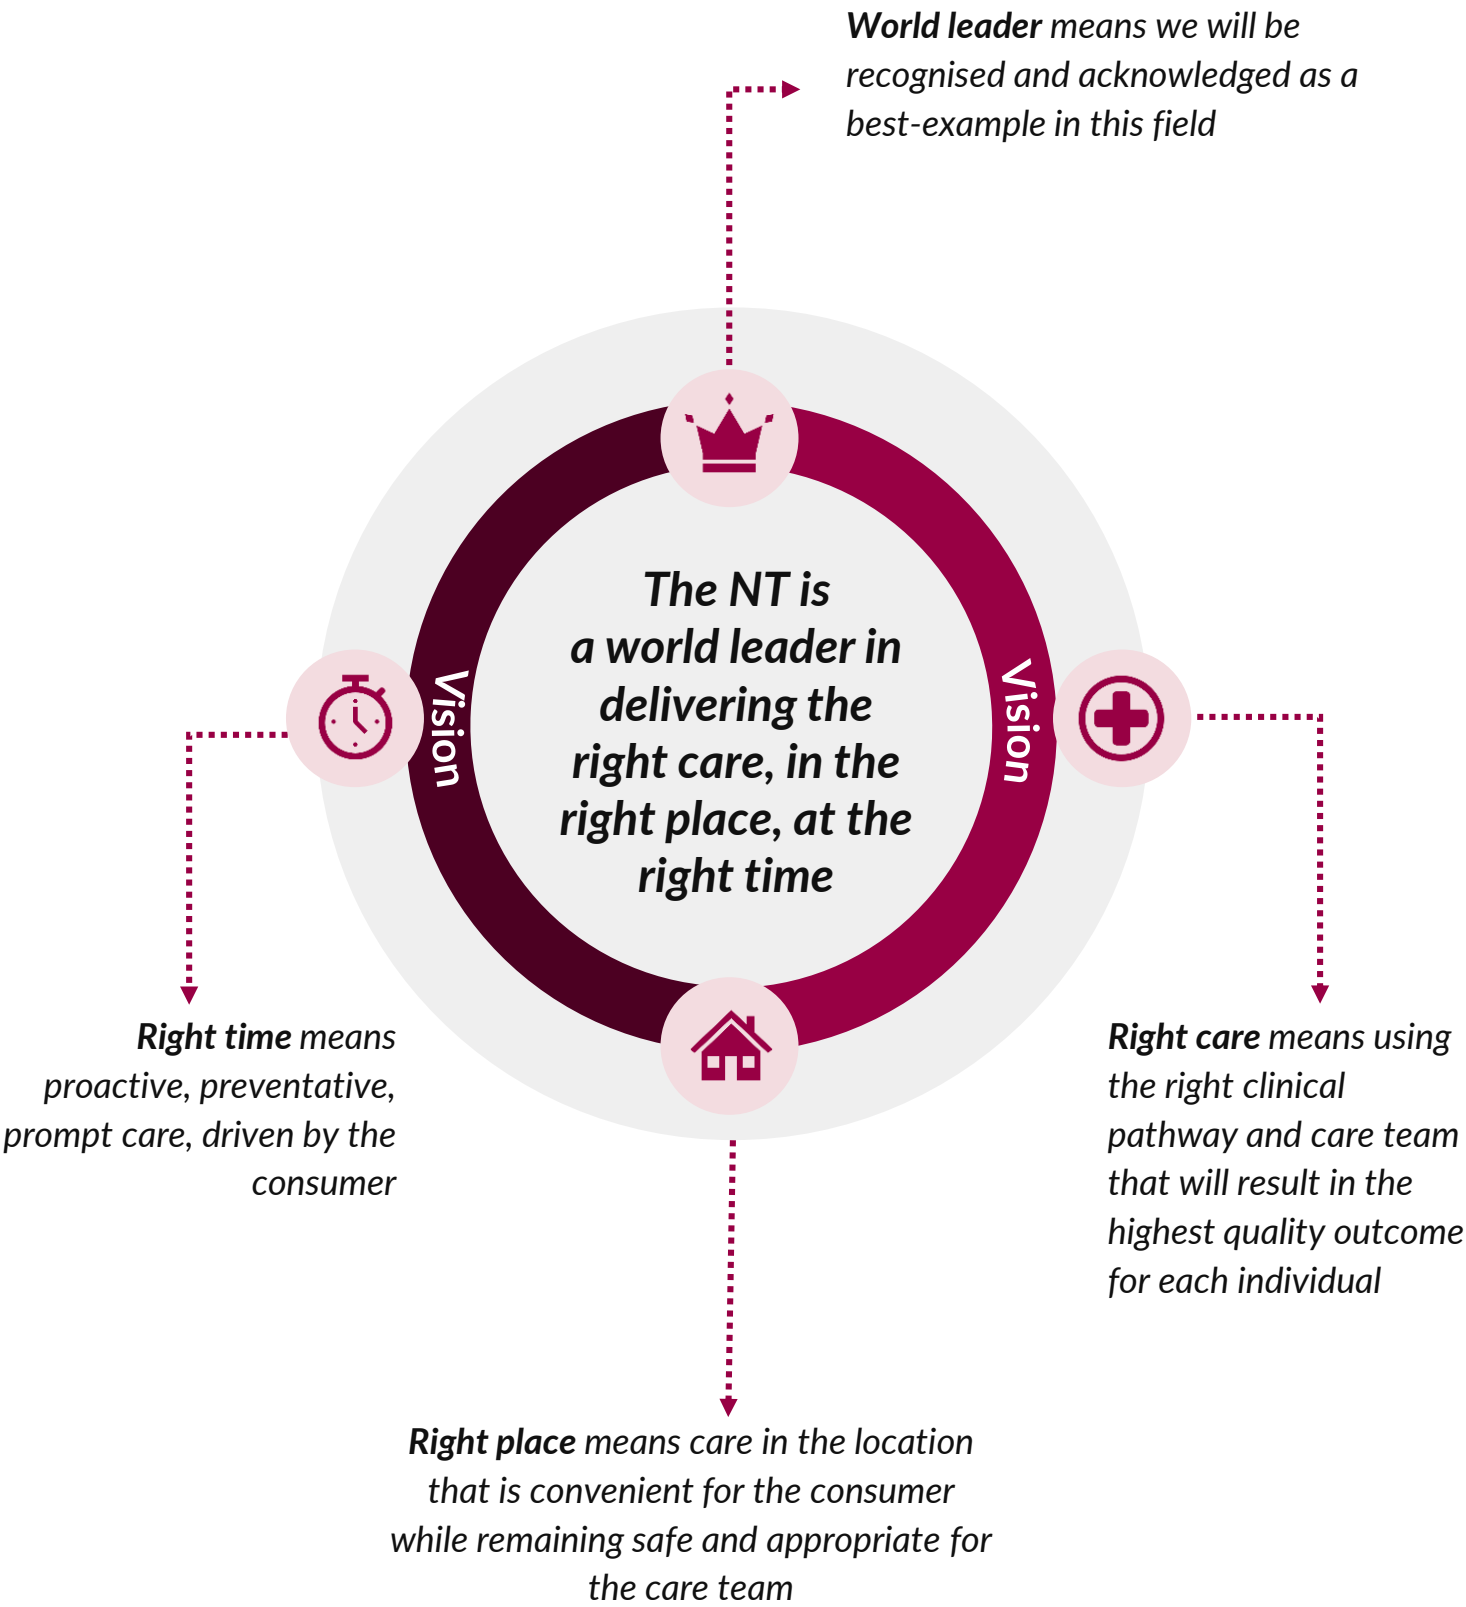 World leader means we will be
recognised and acknowledged as a
best-example in this field
The NT is
a world leader in
delivering the
right care, in the
right place, at the
right time
Vision
Vision
Right time means
proactive, preventative,
prompt care, driven by the
consumer
Right care means using
the right clinical
pathway and care team
that will result in the
highest quality outcome
for each individual
Right place means care in the location
that is convenient for the consumer
while remaining safe and appropriate for
the care team